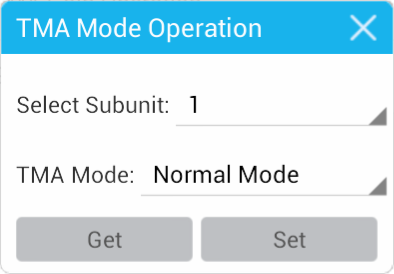 TMA Mode Operation
Select Subunit: 1
TMA Mode: Normal Mode
Get Set